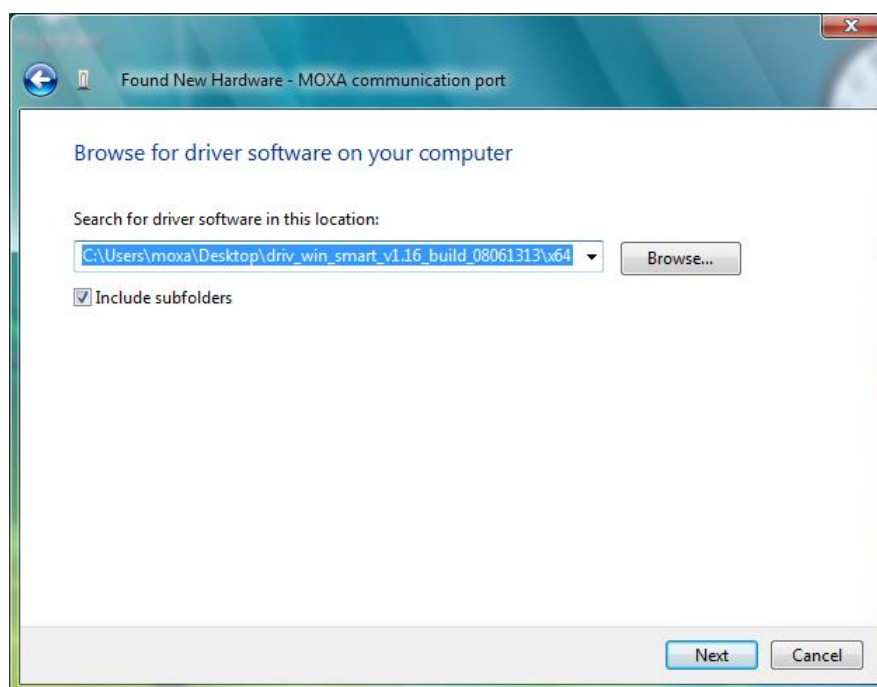 Found New Hardware - MOXA communication port
Browse for driver software on your computer
Search for driver software in this location:
C:\Users\moxa\Desktop\driv_win_smart_v1.16_build_08061313\x64
Browse...
Include subfolders
Next
Cancel